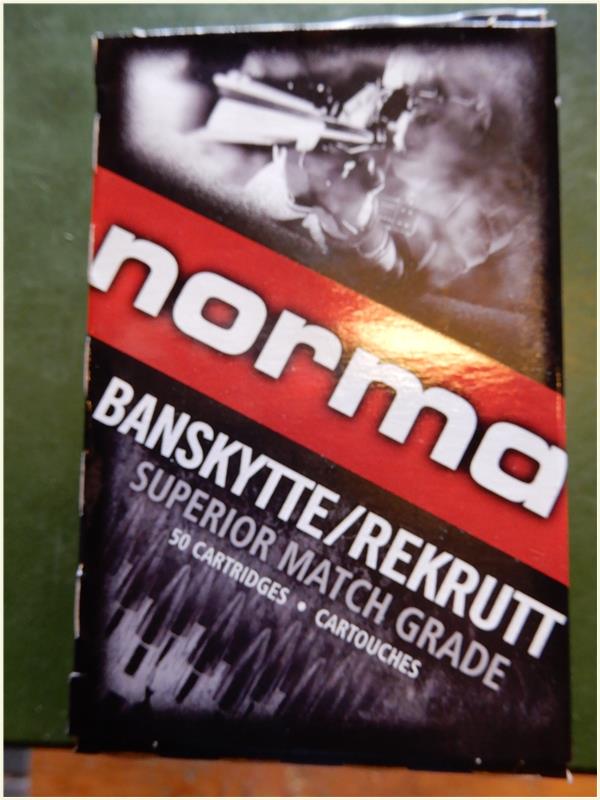 norma
BANSKYTTE/REKRUTT
SUPERIOR MATCH GRADE
50 CARTRIDGES • CARTOUCHES